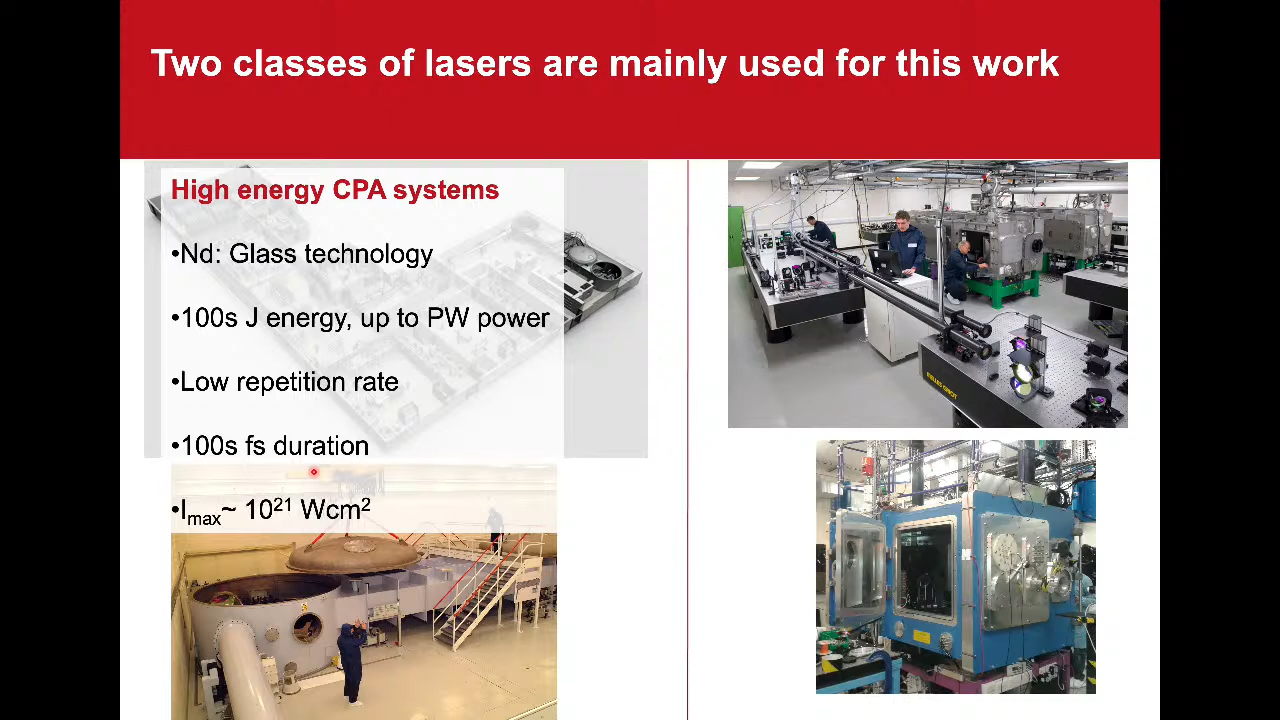 Two classes of lasers are mainly used for this work
High energy CPA systems
•Nd: Glass technology
•100s J energy, up to PW power
•Low repetition rate
•100s fs duration
•Imax~ 10²¹ Wcm²